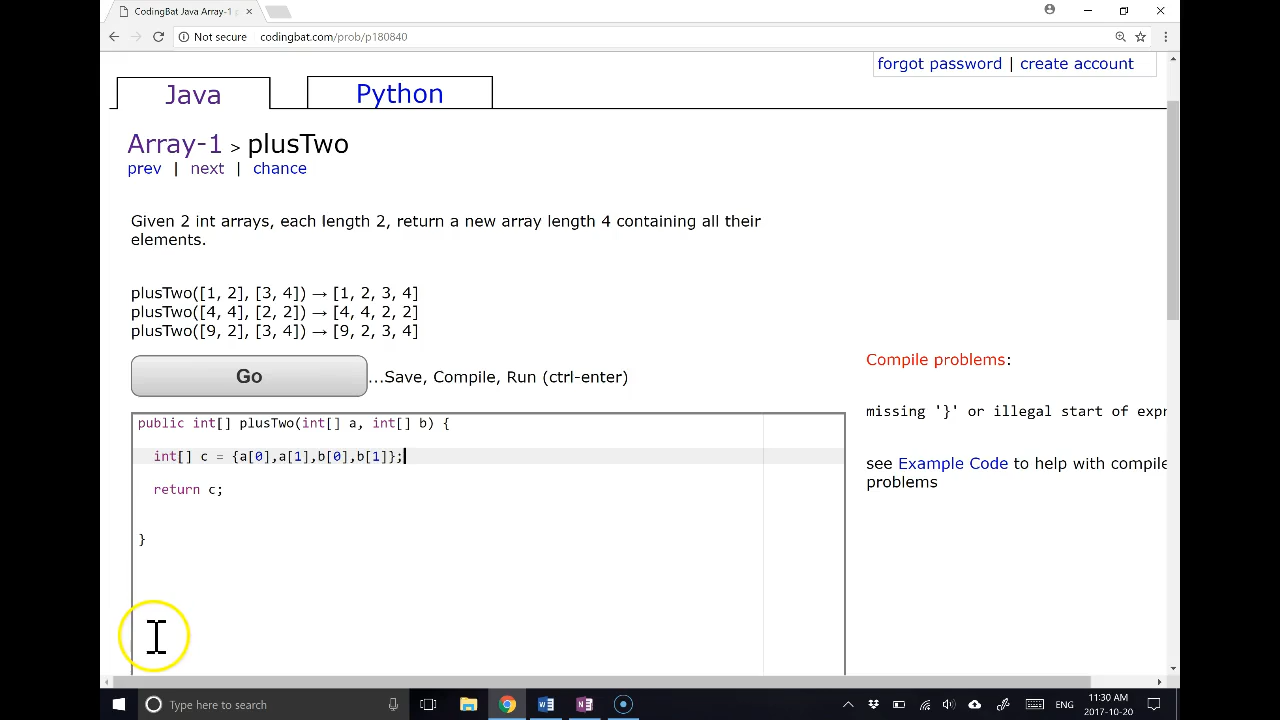 CodingBat Java Array-1
Not secure
codingbat.com/prob/p180840
forgot password | create account
Java
Python
Array-1 > plusTwo
prev | next | chance
Given 2 int arrays, each length 2, return a new array length 4 containing all their
elements.
plusTwo([1, 2], [3, 4]) → [1, 2, 3, 4]
plusTwo([4, 4], [2, 2]) → [4, 4, 2, 2]
plusTwo([9, 2], [3, 4]) → [9, 2, 3, 4]
Go
...Save, Compile, Run (ctrl-enter)
public int[] plusTwo(int[] a, int[] b) {
int[] c = {a[0],a[1],b[0],b[1]};
return c;
}
Compile problems:
missing '}' or illegal start of expr
see Example Code to help with compile
problems
Type here to search
ENG
11:30 AM
2017-10-20